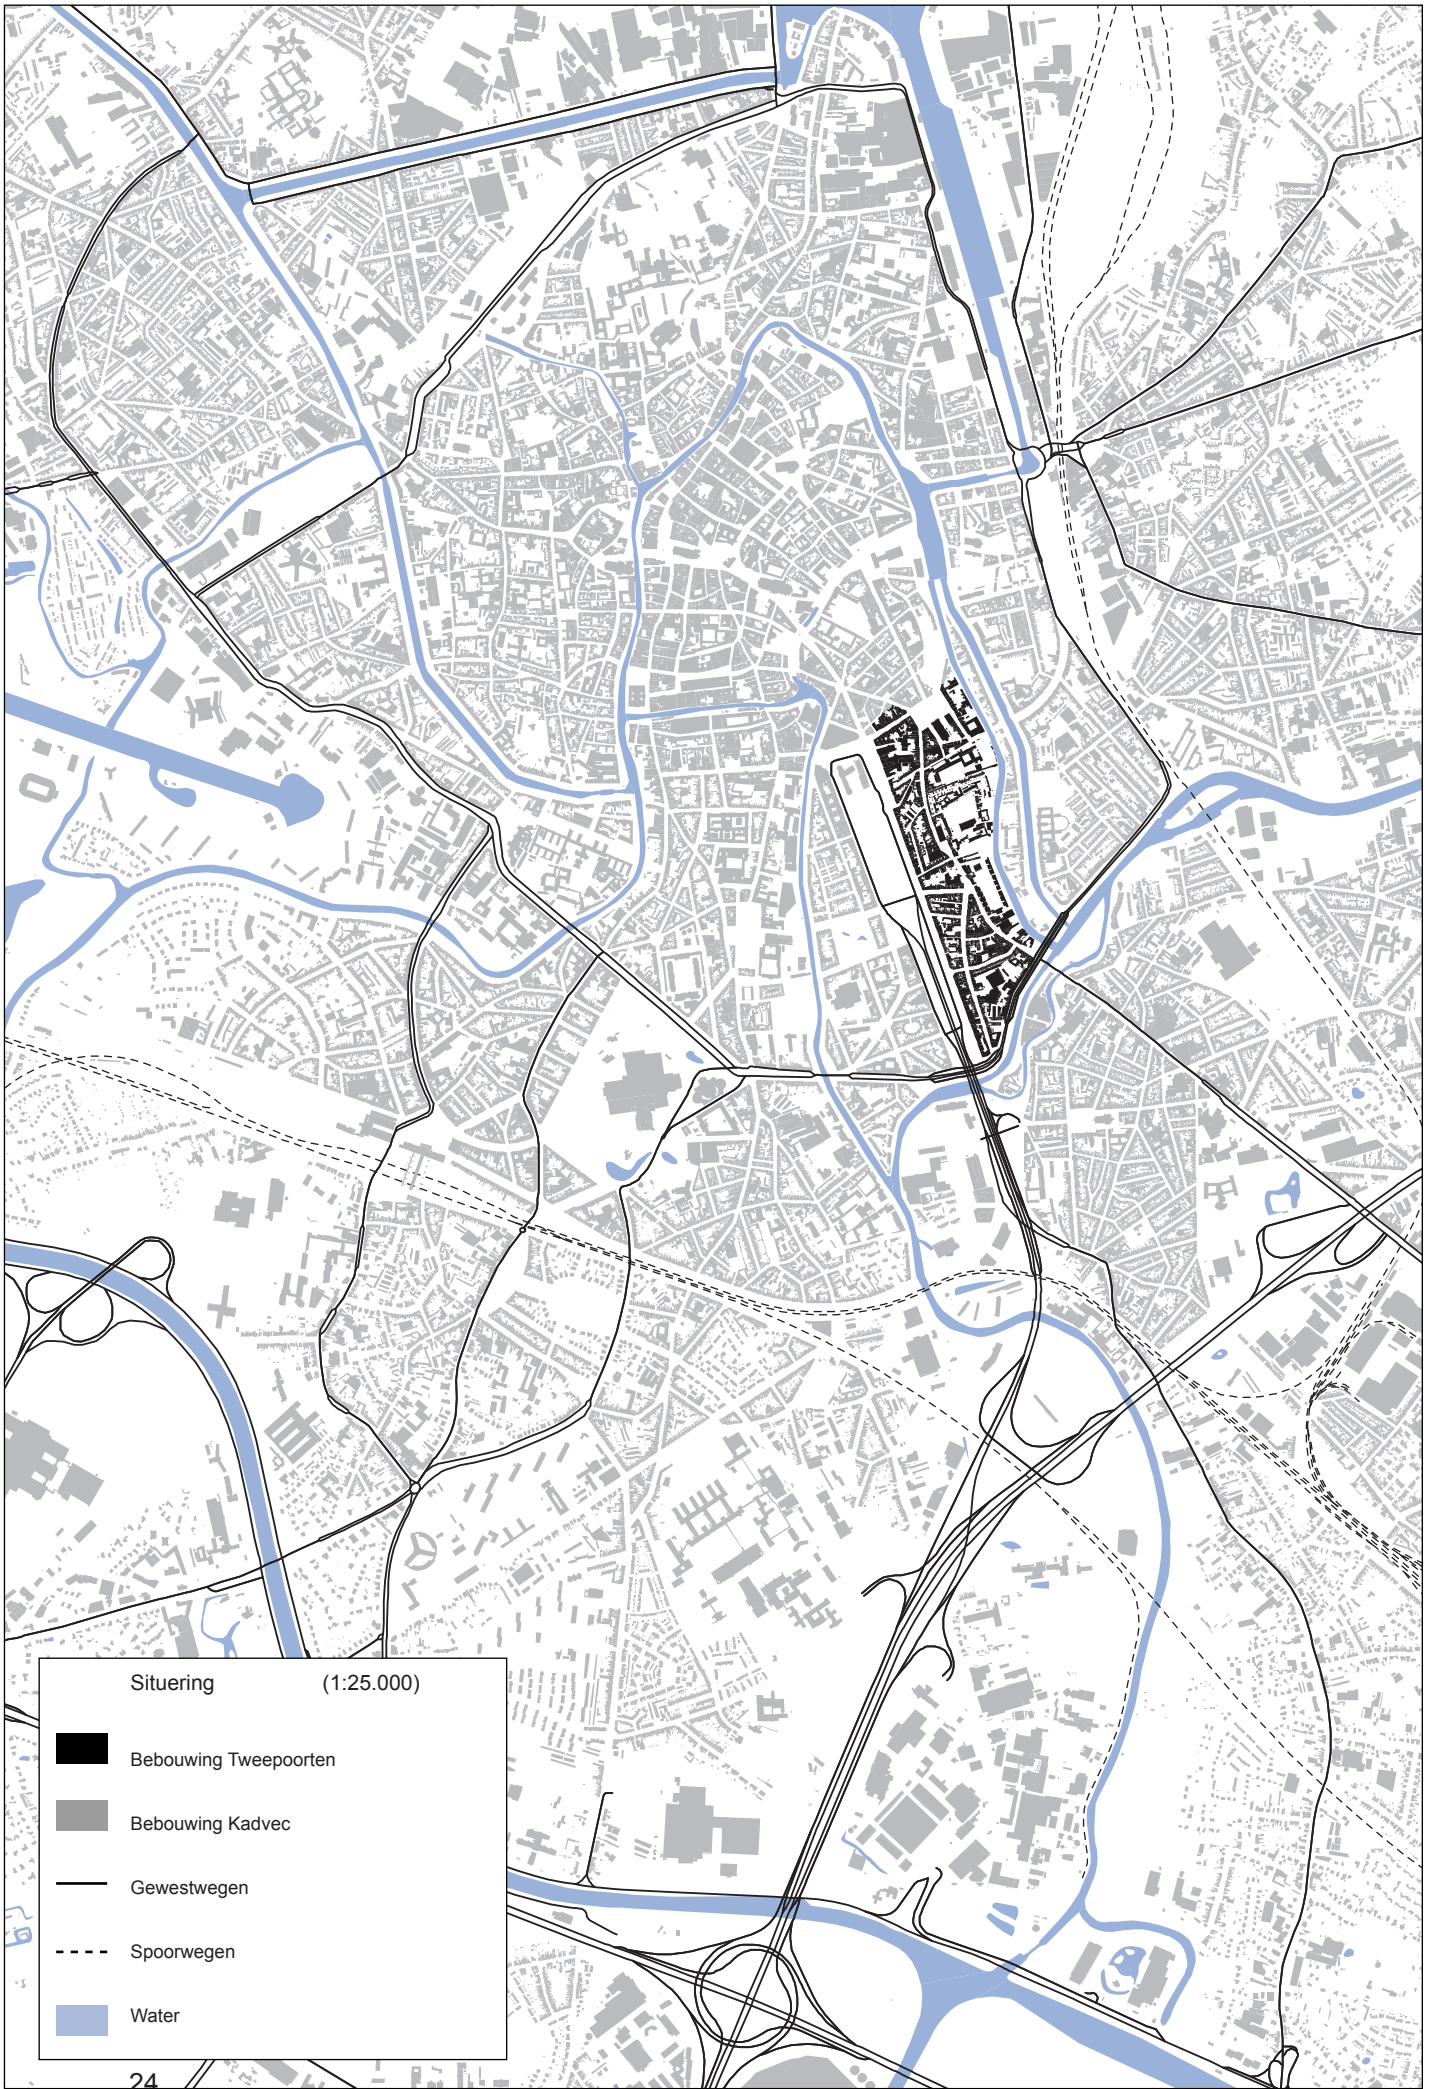 Situering (1:25.000)
Bebouwing Tweepoorten
Bebouwing Kadvec
Gewestwegen
Spoorwegen
Water
24